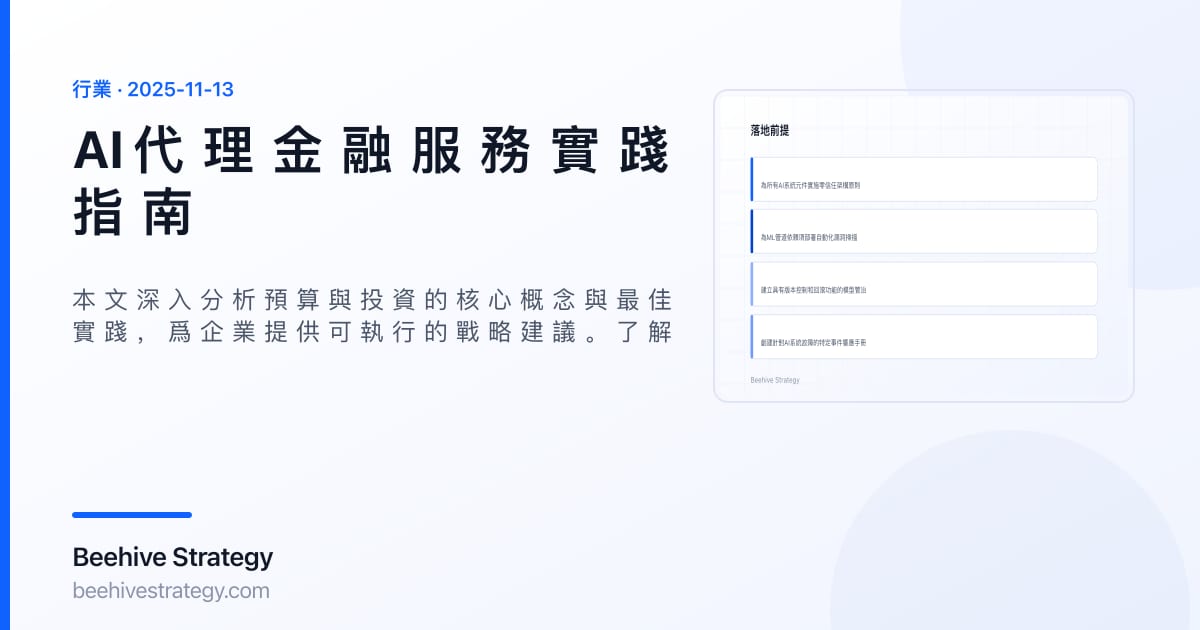 行業 · 2025-11-13
AI代理金融服務實踐
指南
本文深入分析預算與投資的核心概念與最佳
實踐，爲企業提供可執行的戰略建議。了解
落地前提
為所有AI系統元件實施零信任架構原則
為ML管道依賴項部署自動化漏洞掃描
建立具有版本控制和回滾功能的模型管治
創建針對AI系統故障的特定事件響應手冊
Beehive Strategy
Beehive Strategy
beehivestrategy.com